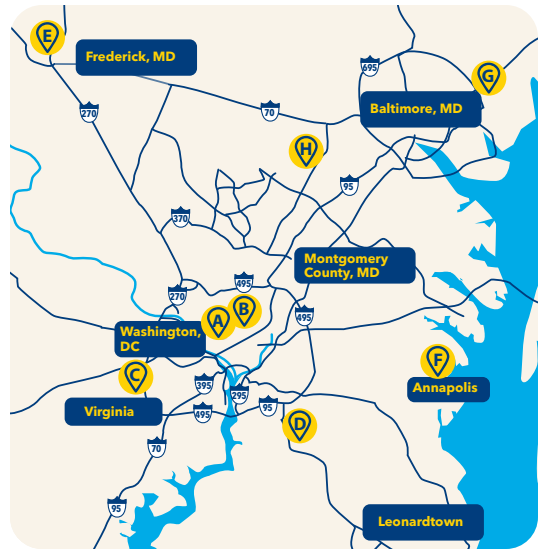 E
Frederick, MD
695
G
270
70
Baltimore, MD
H
95
370
Montgomery
County, MD
495
270
A
B
495
Washington,
DC
C
F
395
295
Annapolis
Virginia
495
95
D
70
95
Leonardtown